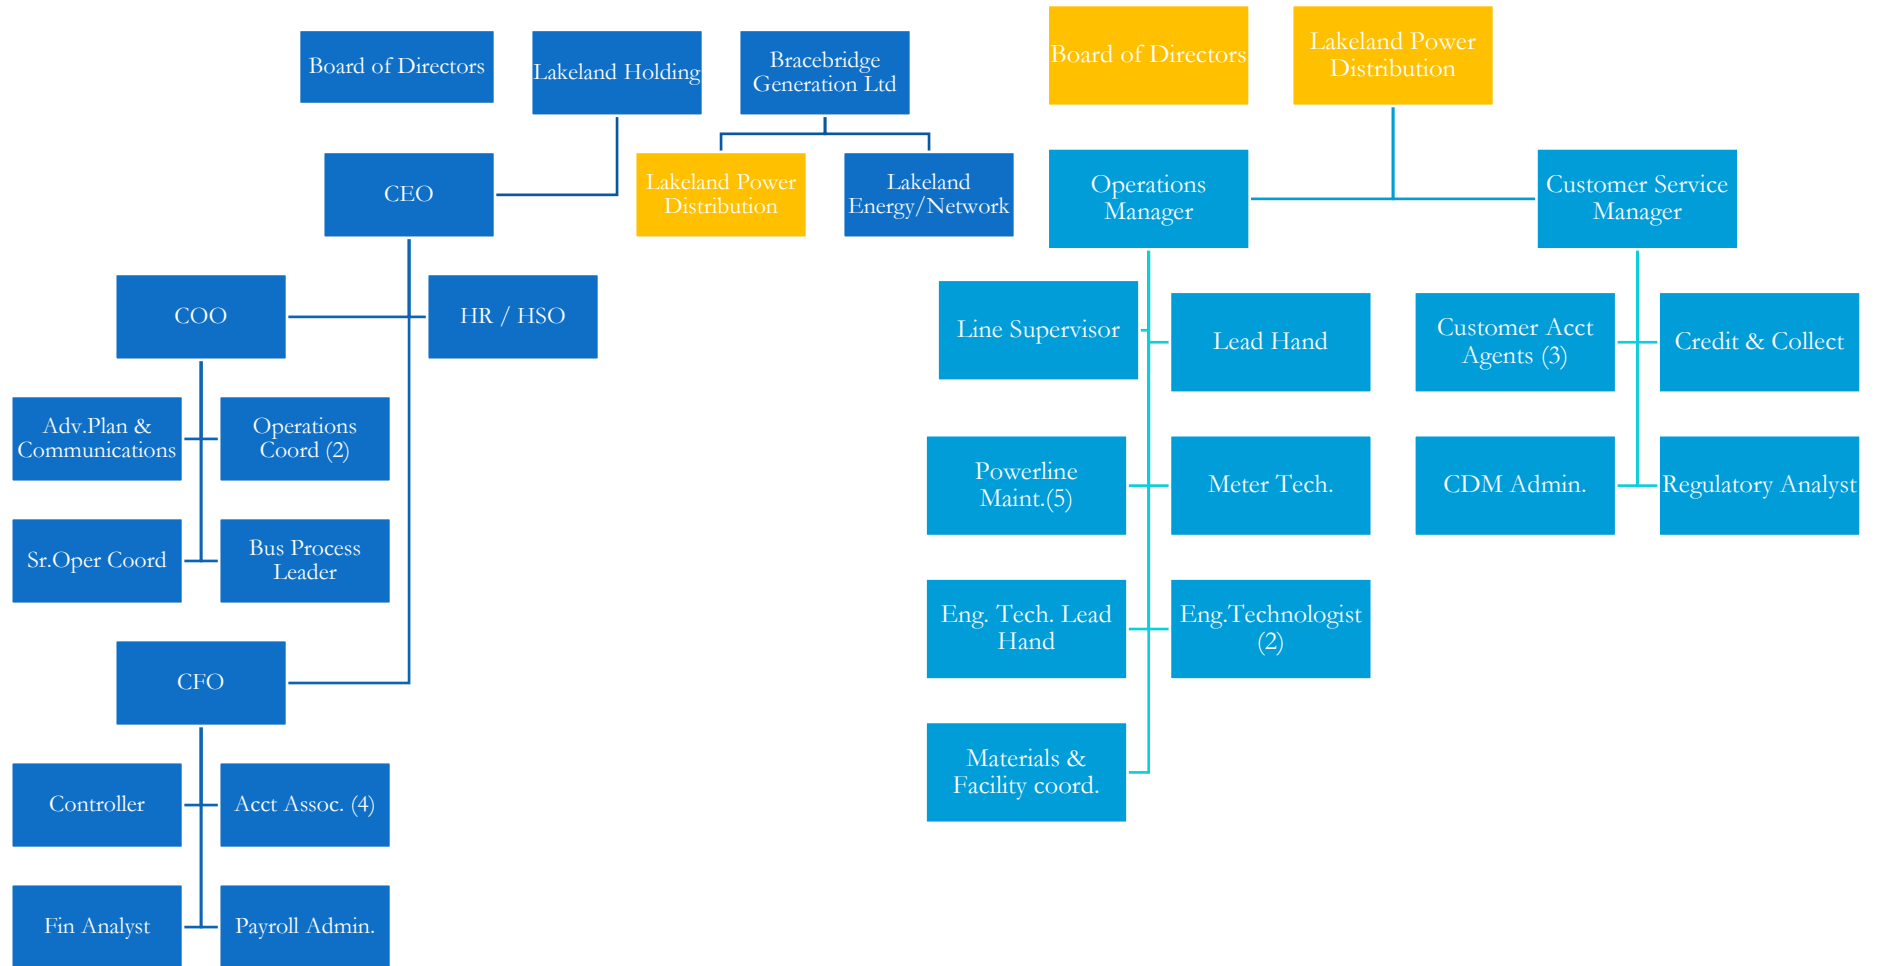 Board of Directors
Lakeland Holding
Bracebridge
Generation Ltd
Lakeland Power
Distribution
Lakeland
Energy/Network
CEO
COO
HR / HSO
Adv.Plan &
Communications
Operations
Coord (2)
Sr.Oper Coord
Bus Process
Leader
CFO
Controller
Acct Assoc. (4)
Fin Analyst
Payroll Admin.
Board of Directors
Lakeland Power
Distribution
Operations
Manager
Customer Service
Manager
Line Supervisor
Lead Hand
Powerline
Maint.(5)
Meter Tech.
Eng. Tech. Lead
Hand
Eng.Technologist
(2)
Materials &
Facility coord.
Customer Acct
Agents (3)
Credit & Collect
CDM Admin.
Regulatory Analyst